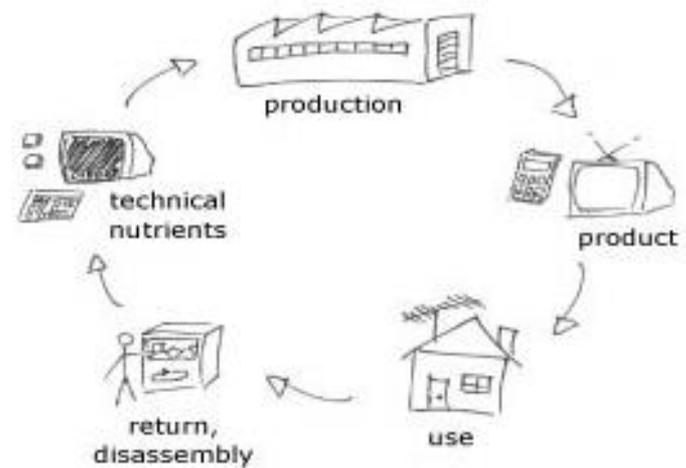 production
product
use
return,
disassembly
technical
nutrients